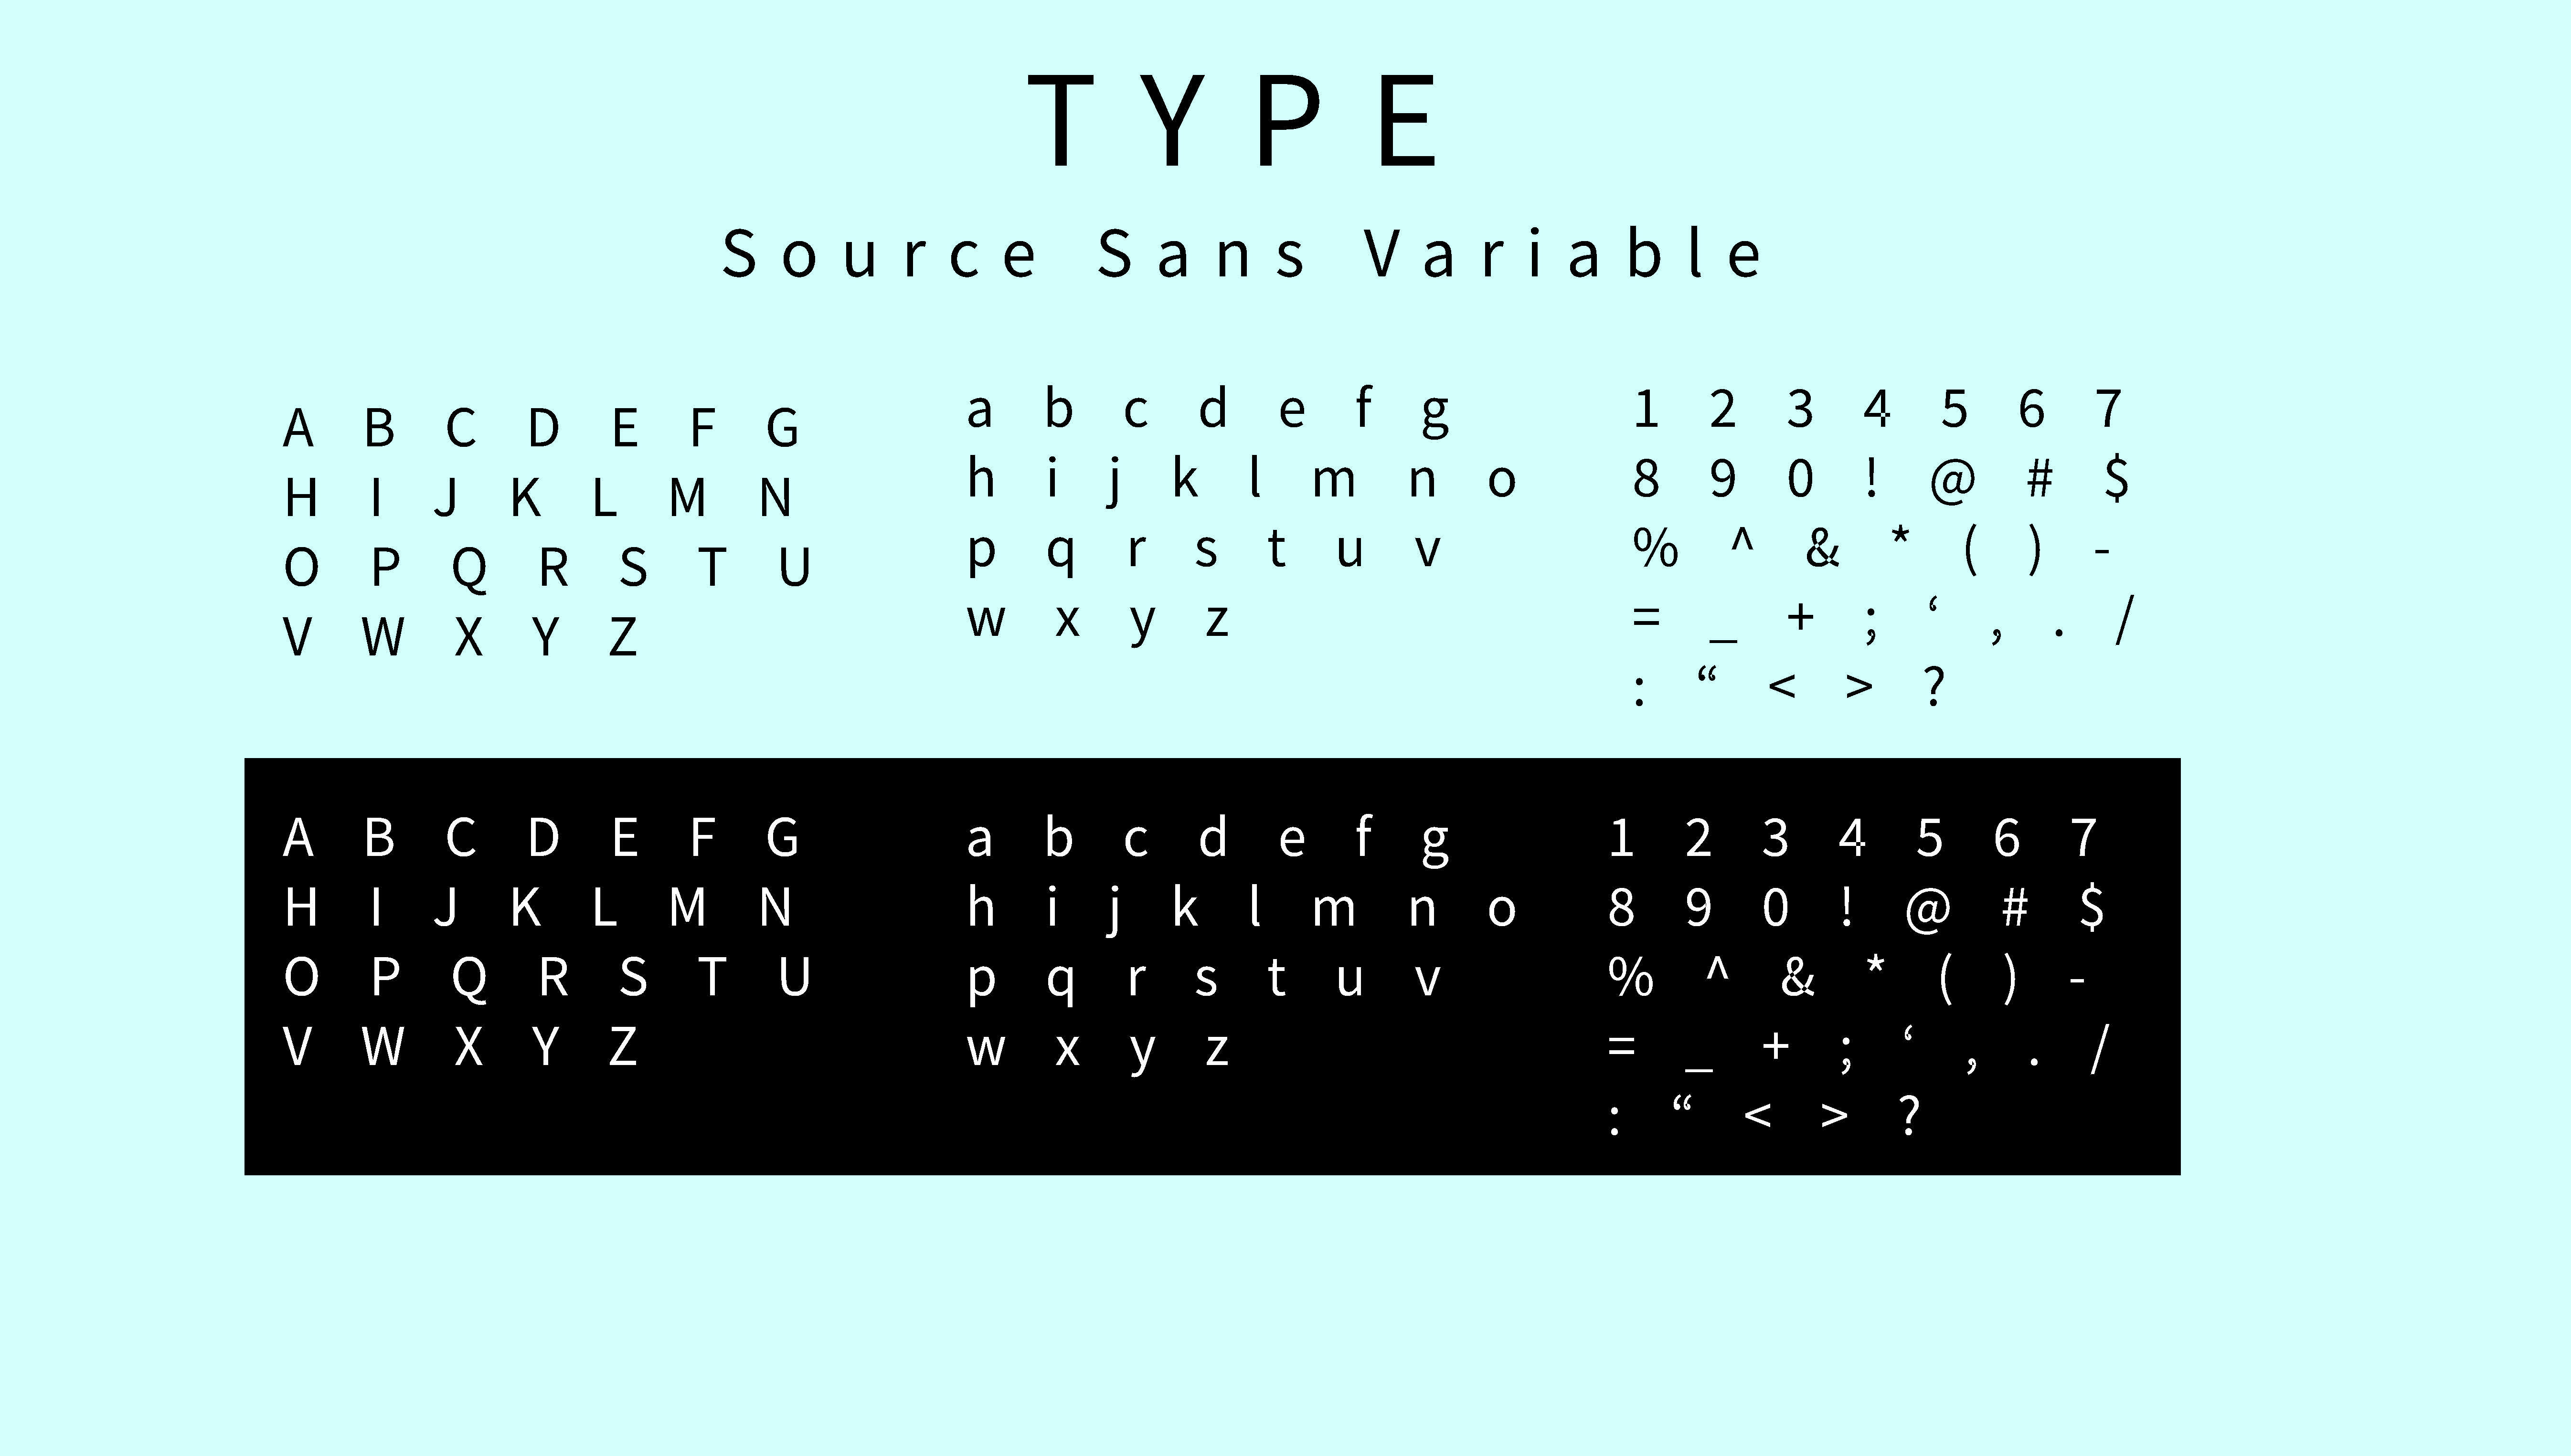 T Y P E
Source Sans Variable
A B C D E F G
H I J K L M N
O P Q R S T U
V W X Y Z
a b c d e f g
h i j k l m n o
p q r s t u v
w x y z
1 2 3 4 5 6 7
8 9 0 ! @ # $
% ^ & * ( ) -
= _ + ; ‘ , . /
: “ < > ?
A B C D E F G
H I J K L M N
O P Q R S T U
V W X Y Z
a b c d e f g
h i j k l m n o
p q r s t u v
w x y z
1 2 3 4 5 6 7
8 9 0 ! @ # $
% ^ & * ( ) -
= _ + ; ‘ , . /
: “ < > ?